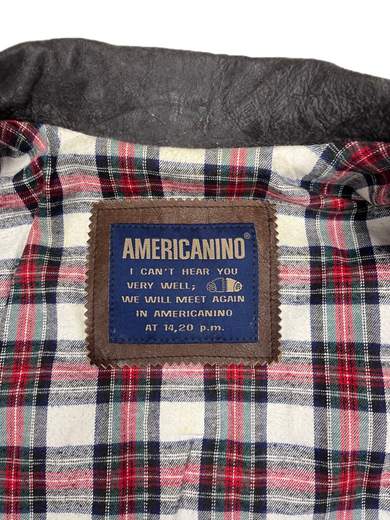 AMERICANINO®
I CAN'T HEAR YOU
VERY WELL;
WE WILL MEET AGAIN
IN AMERICANINO
AT 14,20 p.m.